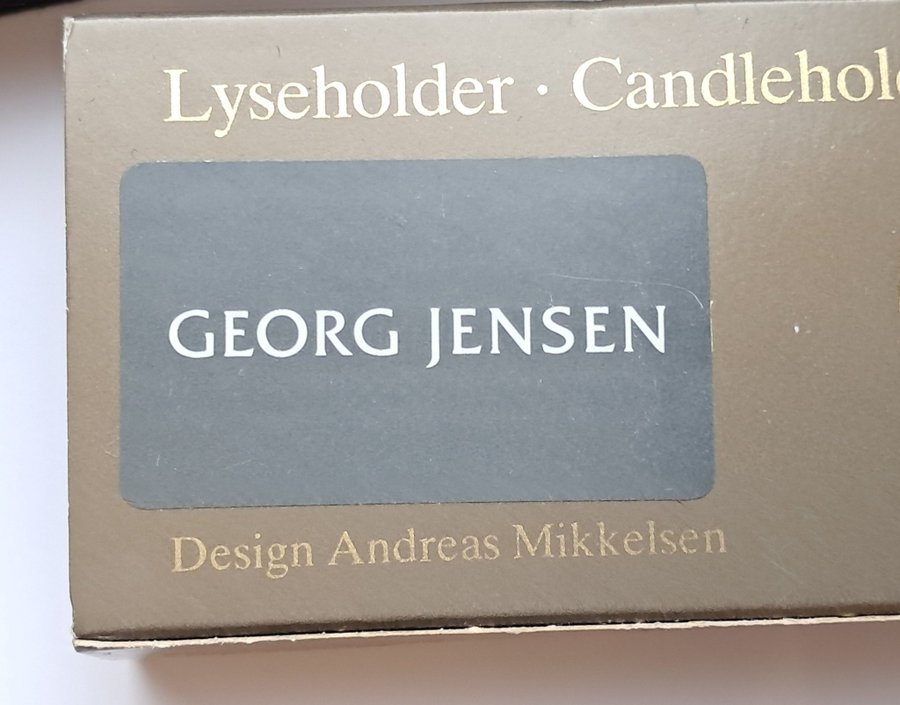 Lyseholder · Candlehol
GEORG JENSEN
Design Andreas Mikkelsen